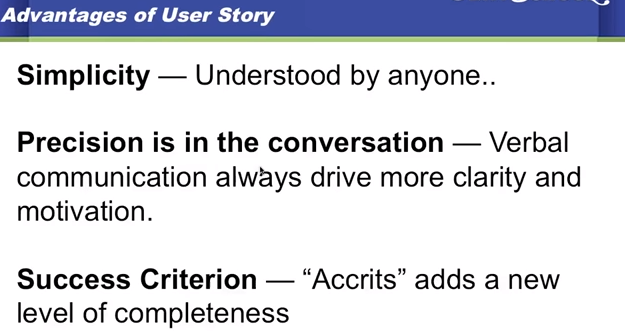 Advantages of User Story
Simplicity — Understood by anyone..
Precision is in the conversation — Verbal
communication always drive more clarity and
motivation.
Success Criterion — “Accrits” adds a new
level of completeness